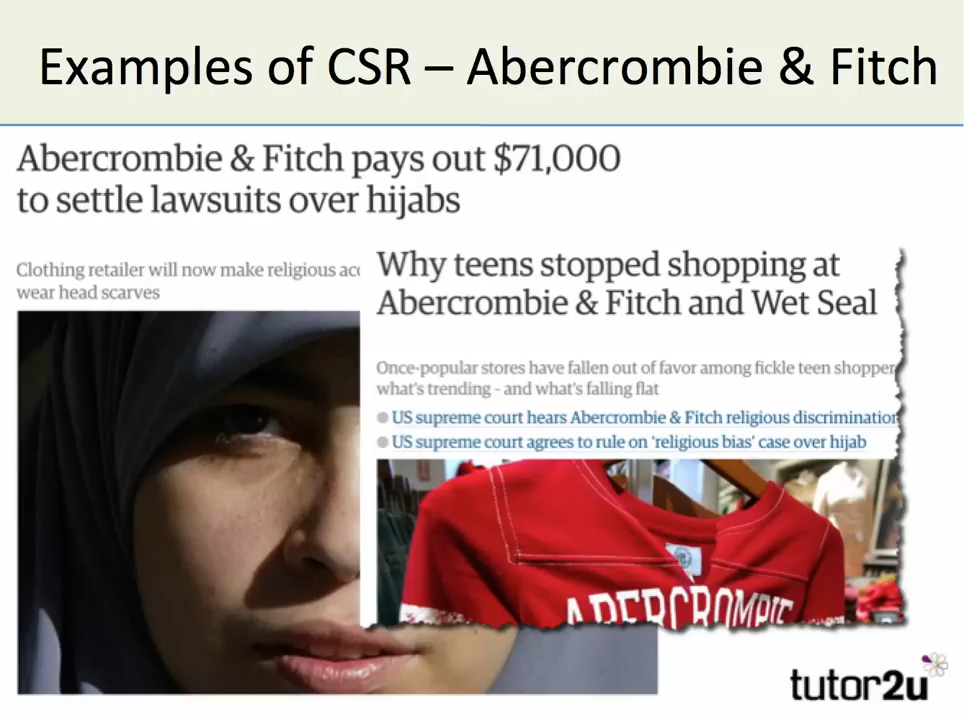 Examples of CSR – Abercrombie & Fitch
Abercrombie & Fitch pays out $71,000
to settle lawsuits over hijabs
Clothing retailer will now make religious
wear head scarves
Why teens stopped shopping at
Abercrombie & Fitch and Wet Seal
Once-popular stores have fallen out of favor among fickle teen shopper
what's trending – and what's falling flat
US supreme court hears Abercrombie & Fitch religious discrimination
US supreme court agrees to rule on 'religious bias' case over hijab
ABERCROMBIE
tutor2u